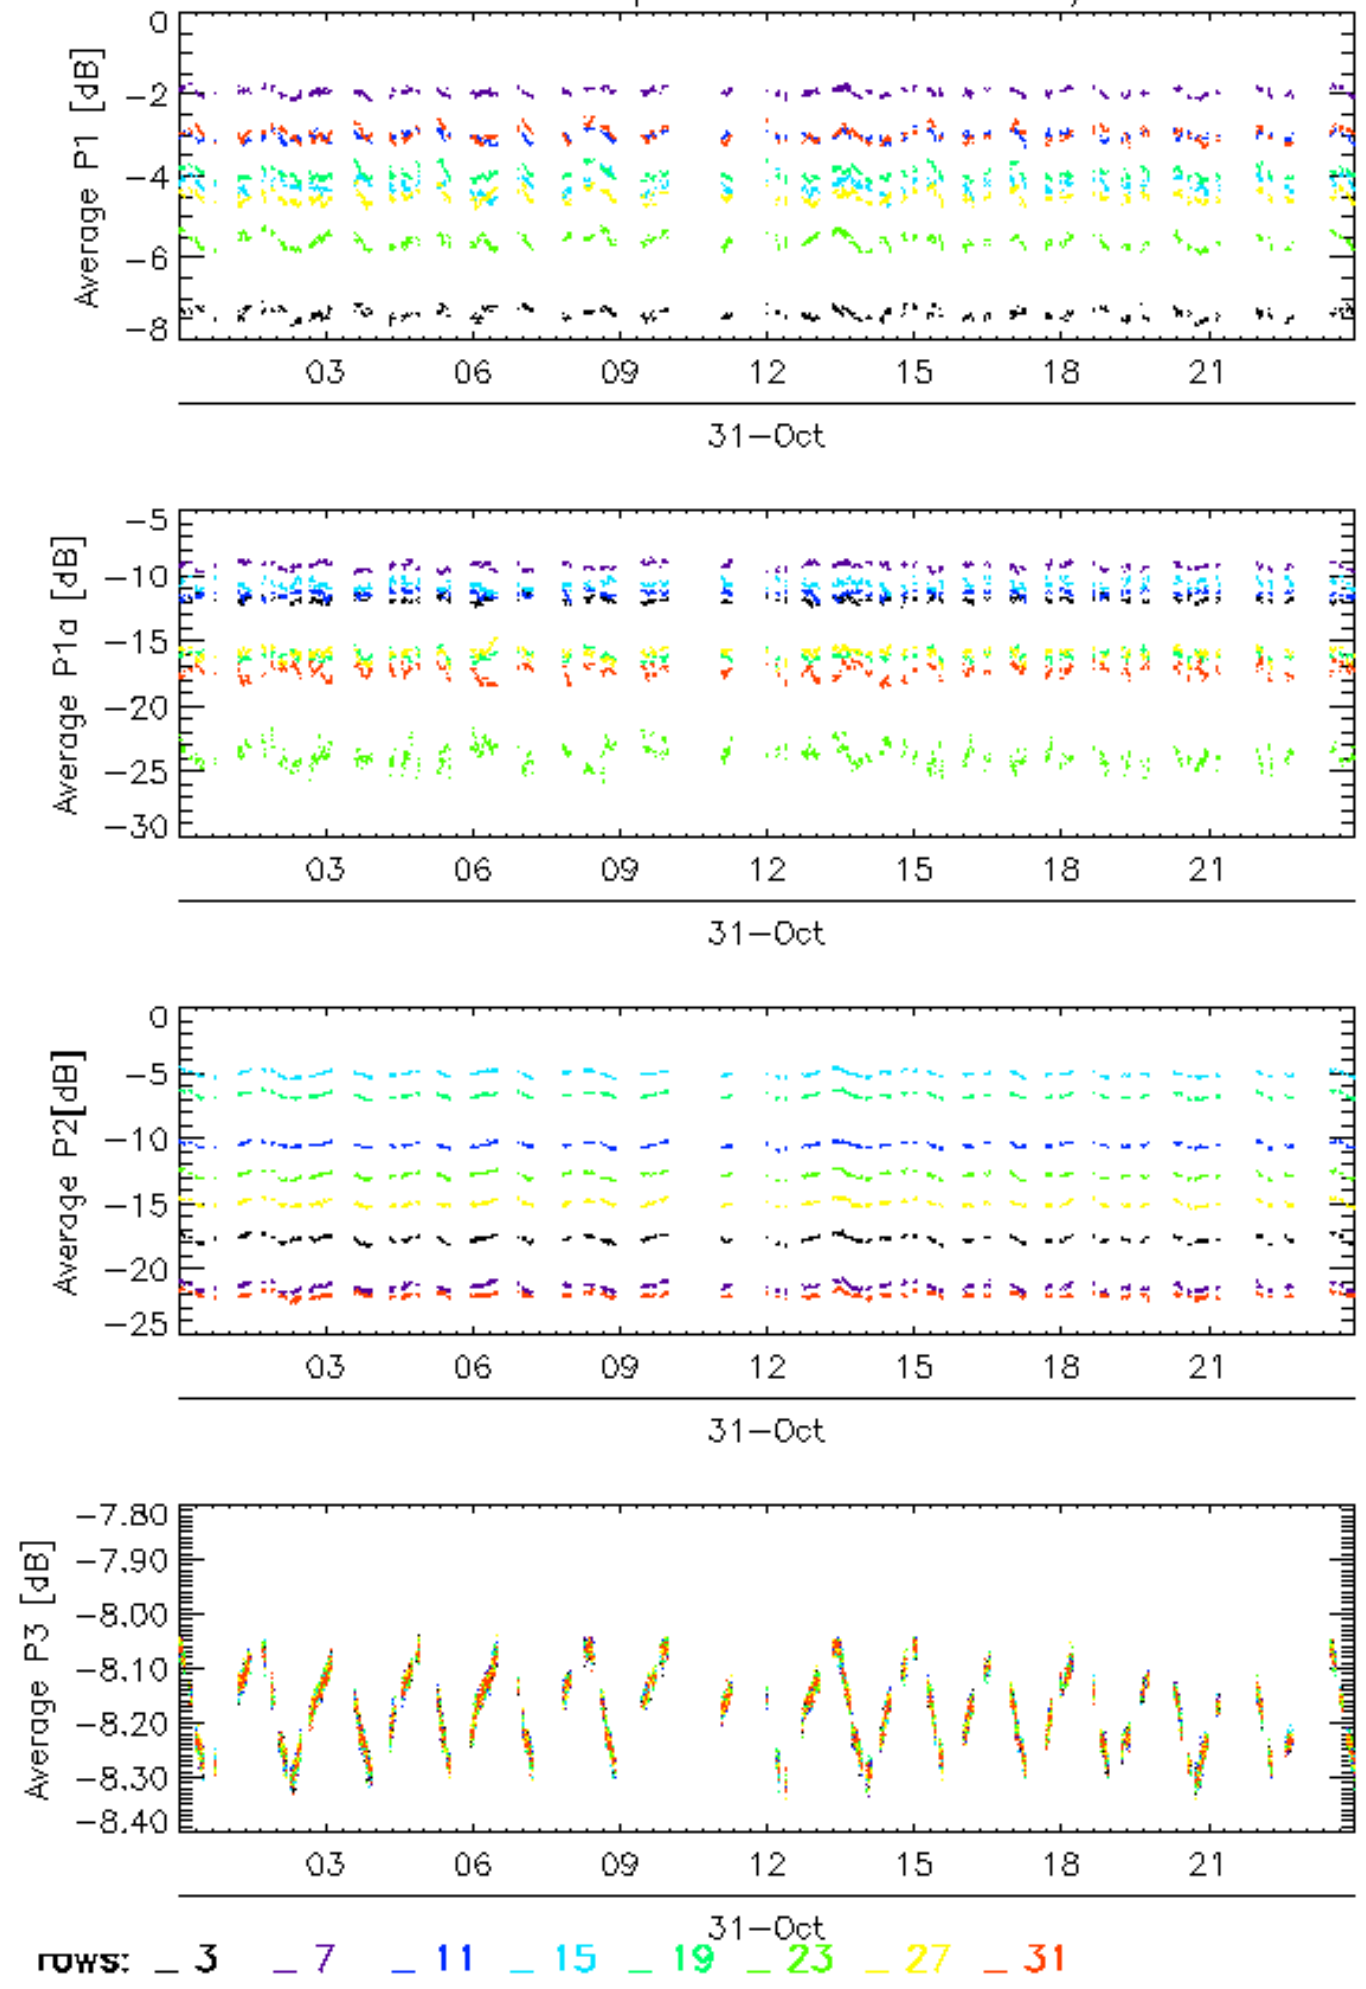 0
-2
-4
-6
-8
Average P1 [dB]
03 06 09 12 15 18 21
31-Oct
-5
-10
-15
-20
-25
-30
Average P1a [dB]
03 06 09 12 15 18 21
31-Oct
0
-5
-10
-15
-20
-25
Average P2[dB]
03 06 09 12 15 18 21
31-Oct
-7.80
-7.90
-8.00
-8.10
-8.20
-8.30
-8.40
Average P3 [dB]
03 06 09 12 15 18 21
31-Oct
rows: _ 3 _ 7 _ 11 _ 15 _ 19 _ 23 _ 27 _ 31